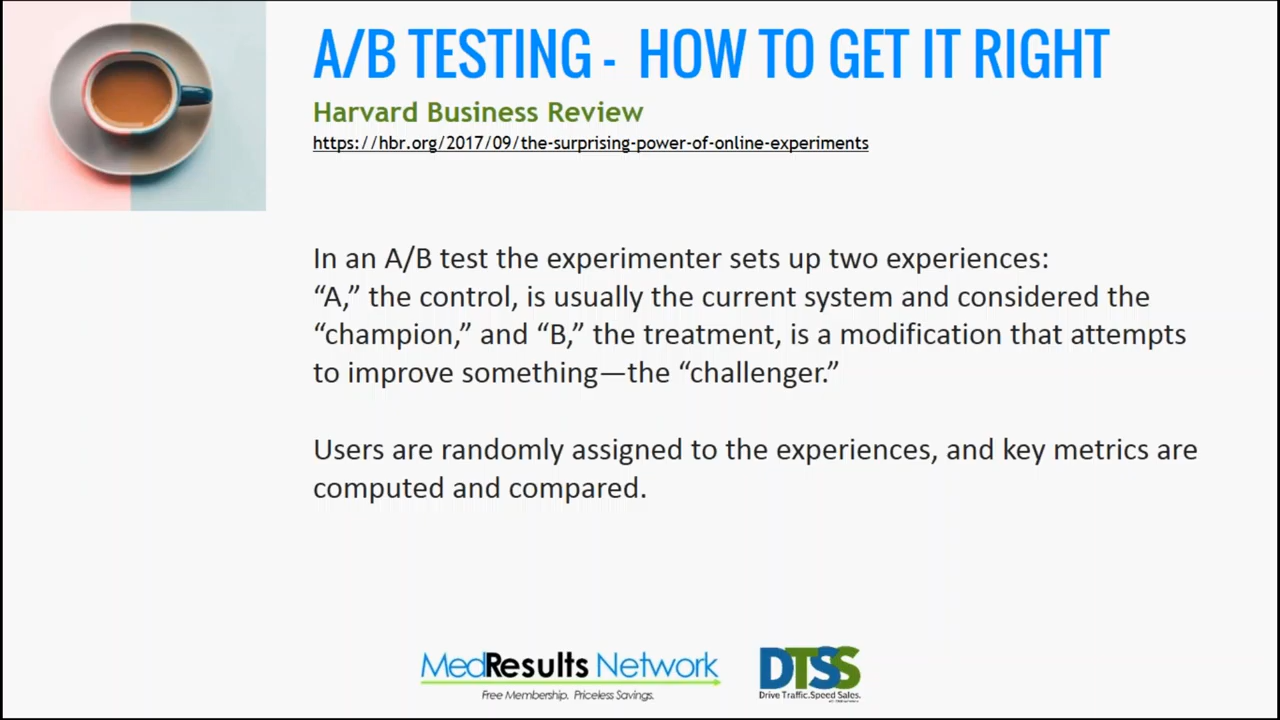 A/B TESTING - HOW TO GET IT RIGHT
Harvard Business Review
https://hbr.org/2017/09/the-surprising-power-of-online-experiments
In an A/B test the experimenter sets up two experiences:
“A,” the control, is usually the current system and considered the
“champion,” and “B,” the treatment, is a modification that attempts
to improve something—the “challenger.”
Users are randomly assigned to the experiences, and key metrics are
computed and compared.
MedResults Network
Free Membership. Priceless Savings.
DTSS
Drive Traffic.Speed Sales.